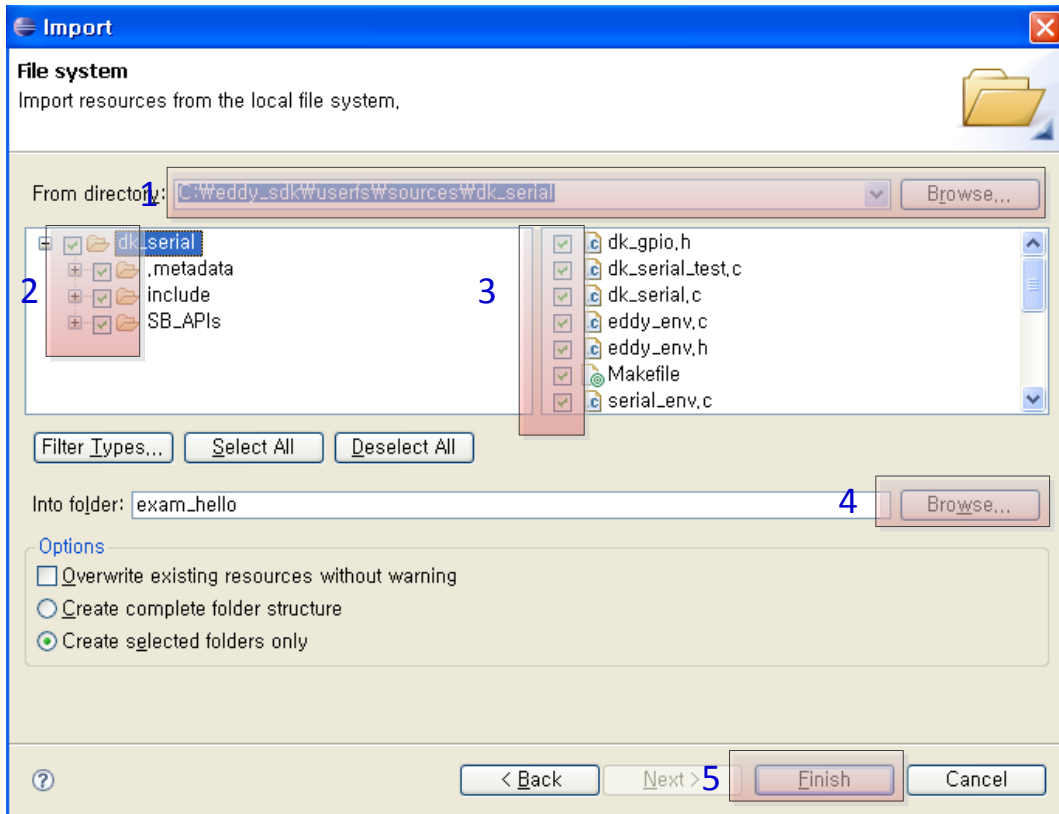 Import
File system
Import resources from the local file system,
From directory: 1 C:₩eddy_sdk₩userfs₩sources₩dk_serial Browse,,,
2
dk_serial
,metadata
include
SB_APIs
3
dk_gpio,h
dk_serial_test,c
dk_serial,c
eddy_env,c
eddy_env,h
Makefile
serial_env,c
Filter Types,,, Select All Deselect All
Into folder: exam_hello 4 Browse,,,
Options
Overwrite existing resources without warning
Create complete folder structure
Create selected folders only
? < Back Next > 5 Finish Cancel